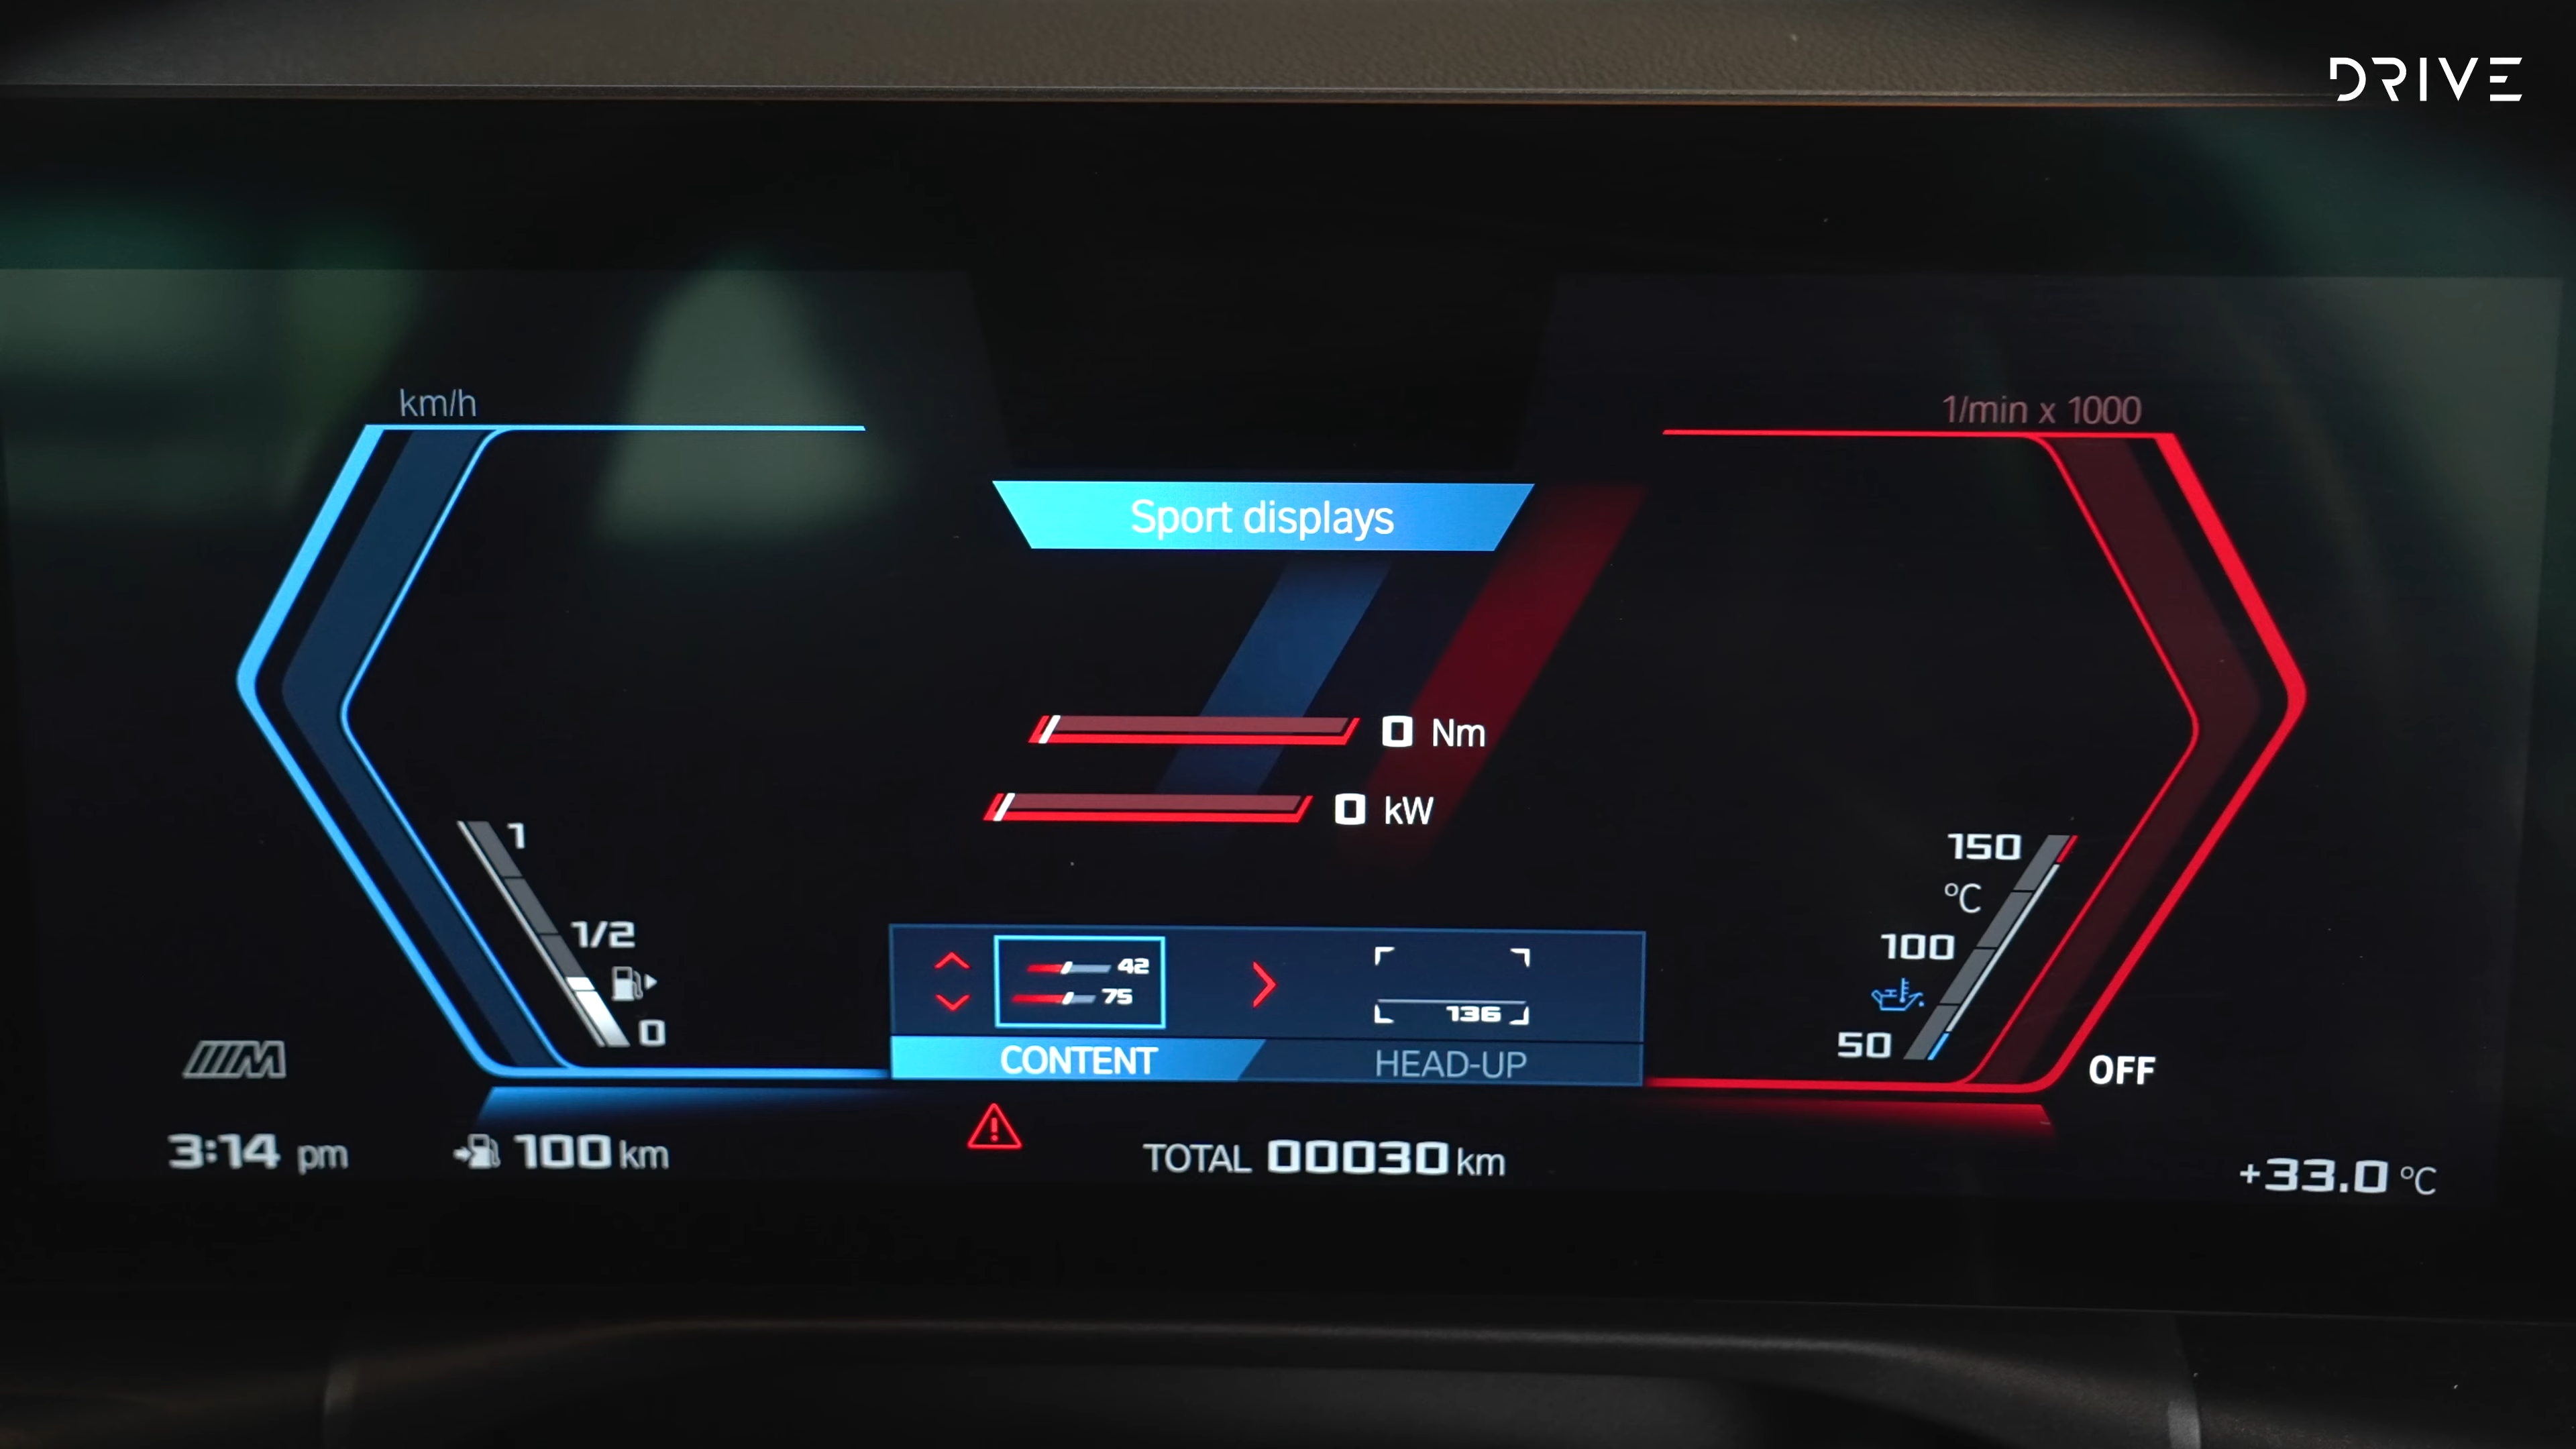 DRIVE
km/h
1/min x 1000
Sport displays
0 Nm
0 kW
1
1/2
0
150
°C
100
50
42
75
136
CONTENT
HEAD-UP
M
OFF
3:14 pm
100 km
TOTAL 00030 km
+33.0 °C